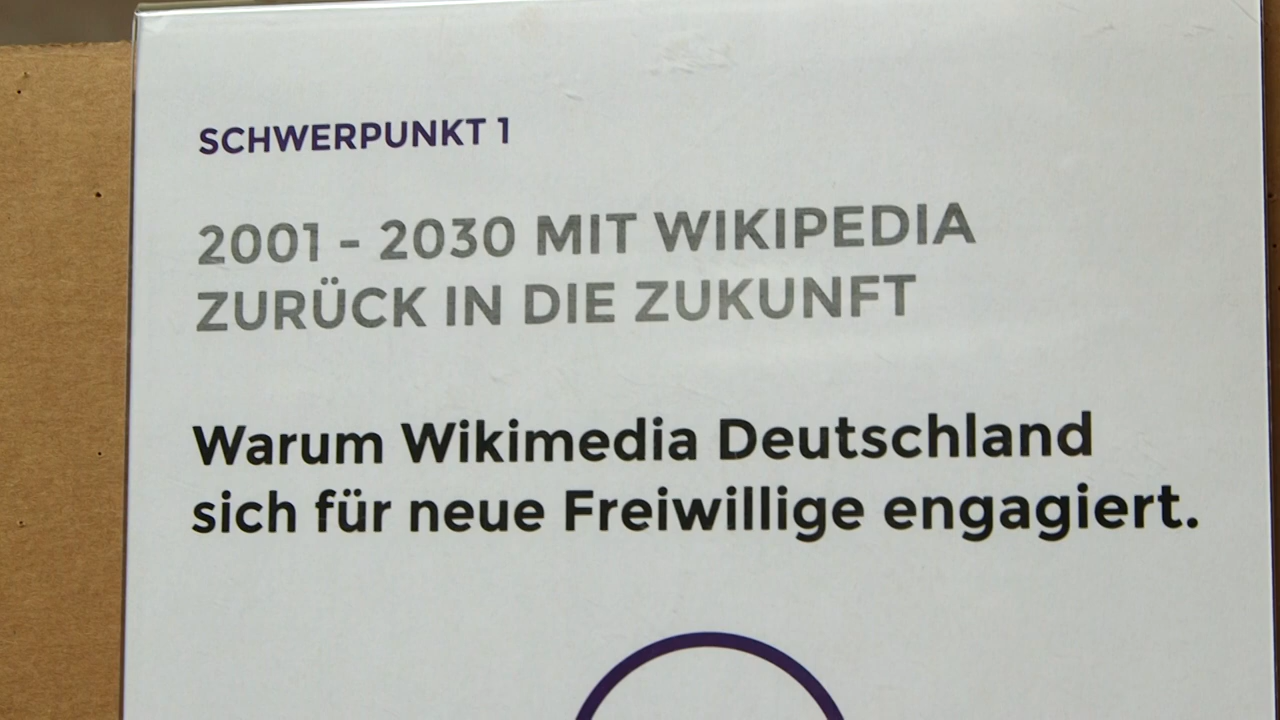 SCHWERPUNKT 1
2001 - 2030 MIT WIKIPEDIA
ZURÜCK IN DIE ZUKUNFT
Warum Wikimedia Deutschland
sich für neue Freiwillige engagiert.